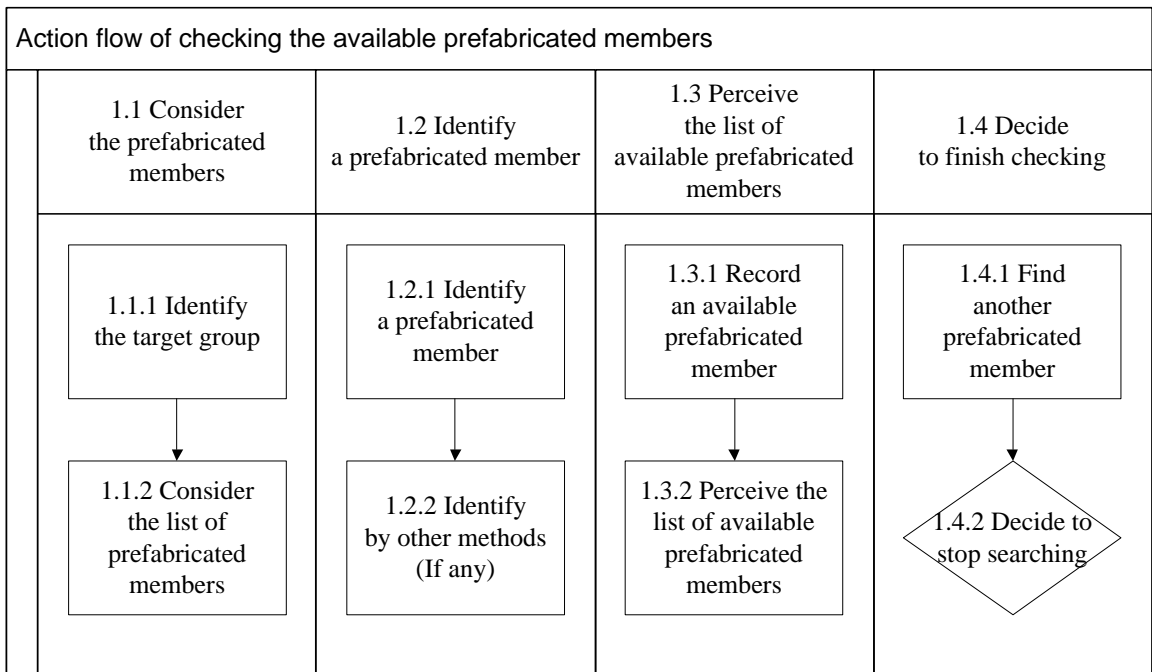 Action flow of checking the available prefabricated members
1.1 Consider
the prefabricated
members
1.2 Identify
a prefabricated member
1.3 Perceive
the list of
available prefabricated
members
1.4 Decide
to finish checking
1.1.1 Identify
the target group
1.1.2 Consider
the list of
prefabricated
members
1.2.1 Identify
a prefabricated
member
1.2.2 Identify
by other methods
(If any)
1.3.1 Record
an available
prefabricated
member
1.3.2 Perceive the
list of available
prefabricated
members
1.4.1 Find
another
prefabricated
member
1.4.2 Decide to
stop searching